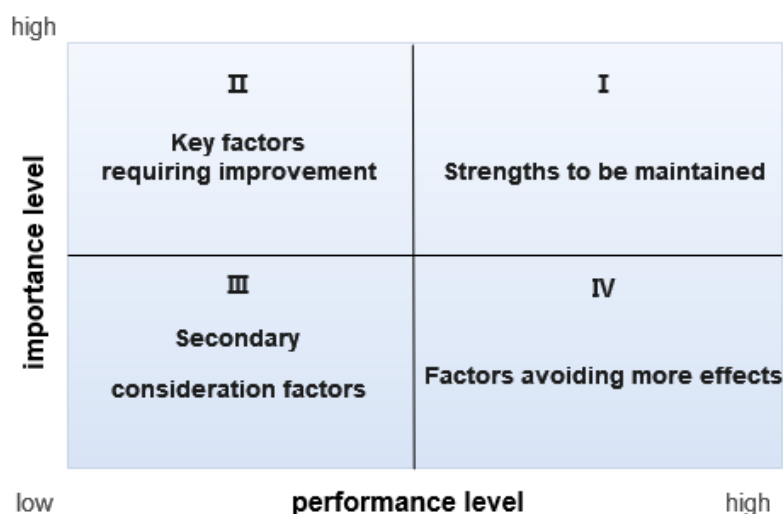 high
II
I
Key factors
requiring improvement
Strengths to be maintained
importance level
III
IV
Secondary
consideration factors
Factors avoiding more effects
low
performance level
high